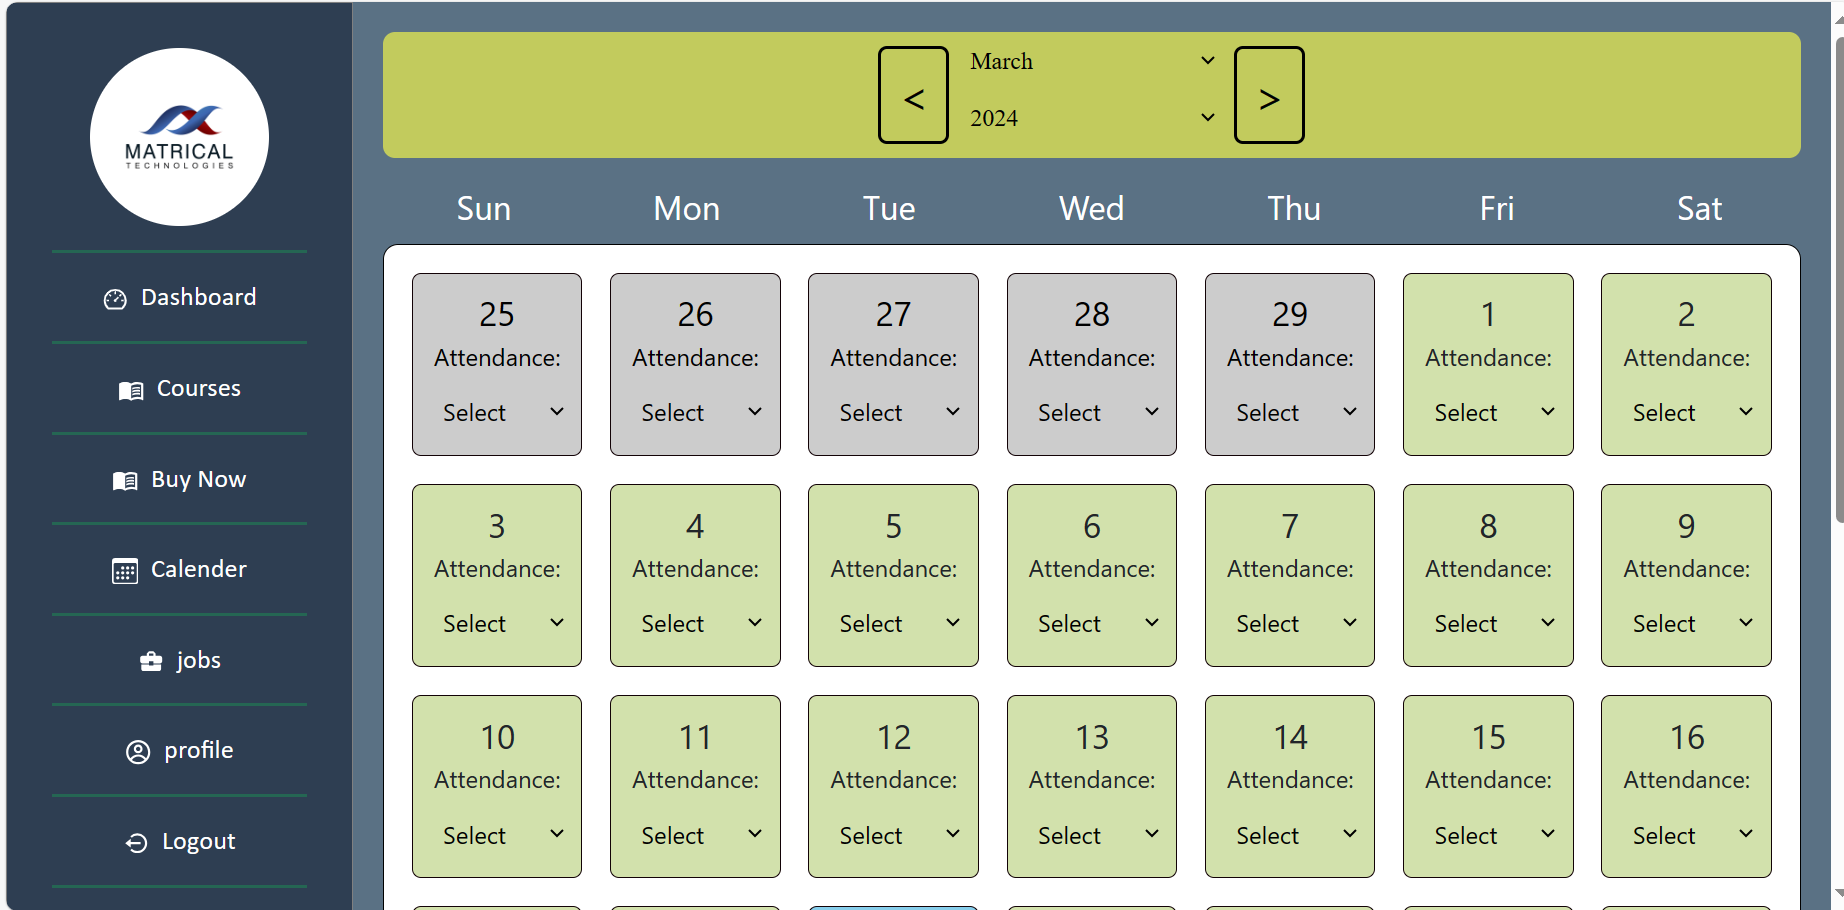 MATRICAL
TECHNOLOGIES
Dashboard
Courses
Buy Now
Calender
jobs
profile
Logout
< March >
2024
Sun Mon Tue Wed Thu Fri Sat
25 26 27 28 29 1 2
Attendance: Attendance: Attendance: Attendance: Attendance: Attendance: Attendance:
Select Select Select Select Select Select Select
3 4 5 6 7 8 9
Attendance: Attendance: Attendance: Attendance: Attendance: Attendance: Attendance:
Select Select Select Select Select Select Select
10 11 12 13 14 15 16
Attendance: Attendance: Attendance: Attendance: Attendance: Attendance: Attendance:
Select Select Select Select Select Select Select